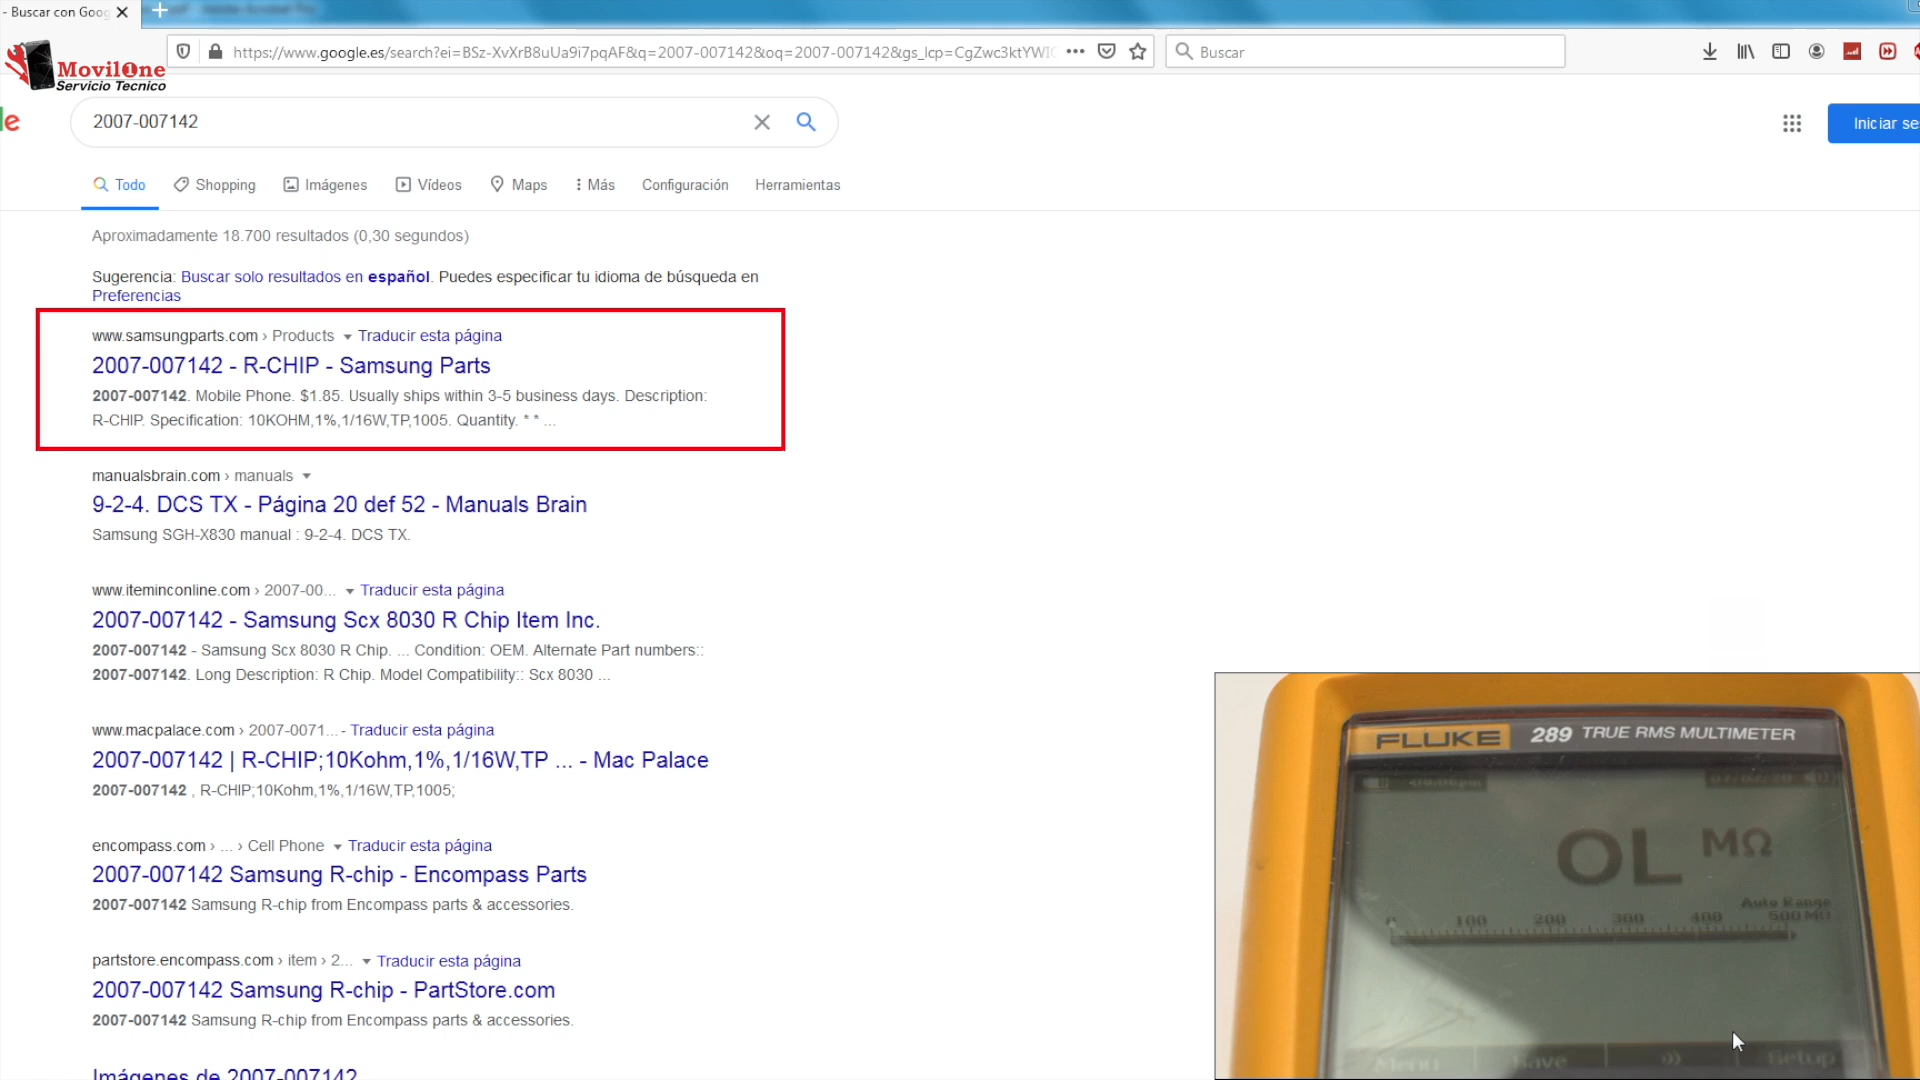 - Buscar con Goog
MovilOne
Servicio Tecnico
https://www.google.es/search?ei=BSz-XvXrB8uUa9i7pqAF&q=2007-007142&oq=2007-007142&gs_lcp=CgZwc3ktYWIC
Buscar
e
2007-007142
Iniciar se
Todo
Shopping
Imágenes
Vídeos
Maps
Más
Configuración
Herramientas
Aproximadamente 18.700 resultados (0,30 segundos)
Sugerencia: Buscar solo resultados en español. Puedes especificar tu idioma de búsqueda en
Preferencias
www.samsungparts.com › Products Traducir esta página
2007-007142 - R-CHIP - Samsung Parts
2007-007142. Mobile Phone. $1.85. Usually ships within 3-5 business days. Description:
R-CHIP. Specification: 10KOHM,1%,1/16W,TP,1005. Quantity. * * ...
manualsbrain.com › manuals
9-2-4. DCS TX - Página 20 def 52 - Manuals Brain
Samsung SGH-X830 manual : 9-2-4. DCS TX.
www.iteminconline.com › 2007-00... Traducir esta página
2007-007142 - Samsung Scx 8030 R Chip Item Inc.
2007-007142 - Samsung Scx 8030 R Chip. ... Condition: OEM. Alternate Part numbers::
2007-007142. Long Description: R Chip. Model Compatibility:: Scx 8030 ...
www.macpalace.com › 2007-0071... - Traducir esta página
2007-007142 | R-CHIP;10Kohm,1%,1/16W,TP ... - Mac Palace
2007-007142 , R-CHIP;10Kohm,1%,1/16W,TP,1005;
encompass.com › ... › Cell Phone Traducir esta página
2007-007142 Samsung R-chip - Encompass Parts
2007-007142 Samsung R-chip from Encompass parts & accessories.
partstore.encompass.com › item › 2... Traducir esta página
2007-007142 Samsung R-chip - PartStore.com
2007-007142 Samsung R-chip from Encompass parts & accessories.
Imágenes de 2007-007142
FLUKE 289 TRUE RMS MULTIMETER
OL MΩ
Auto Range
0 100 200 300 400 500 MΩ
Menu Save Setup